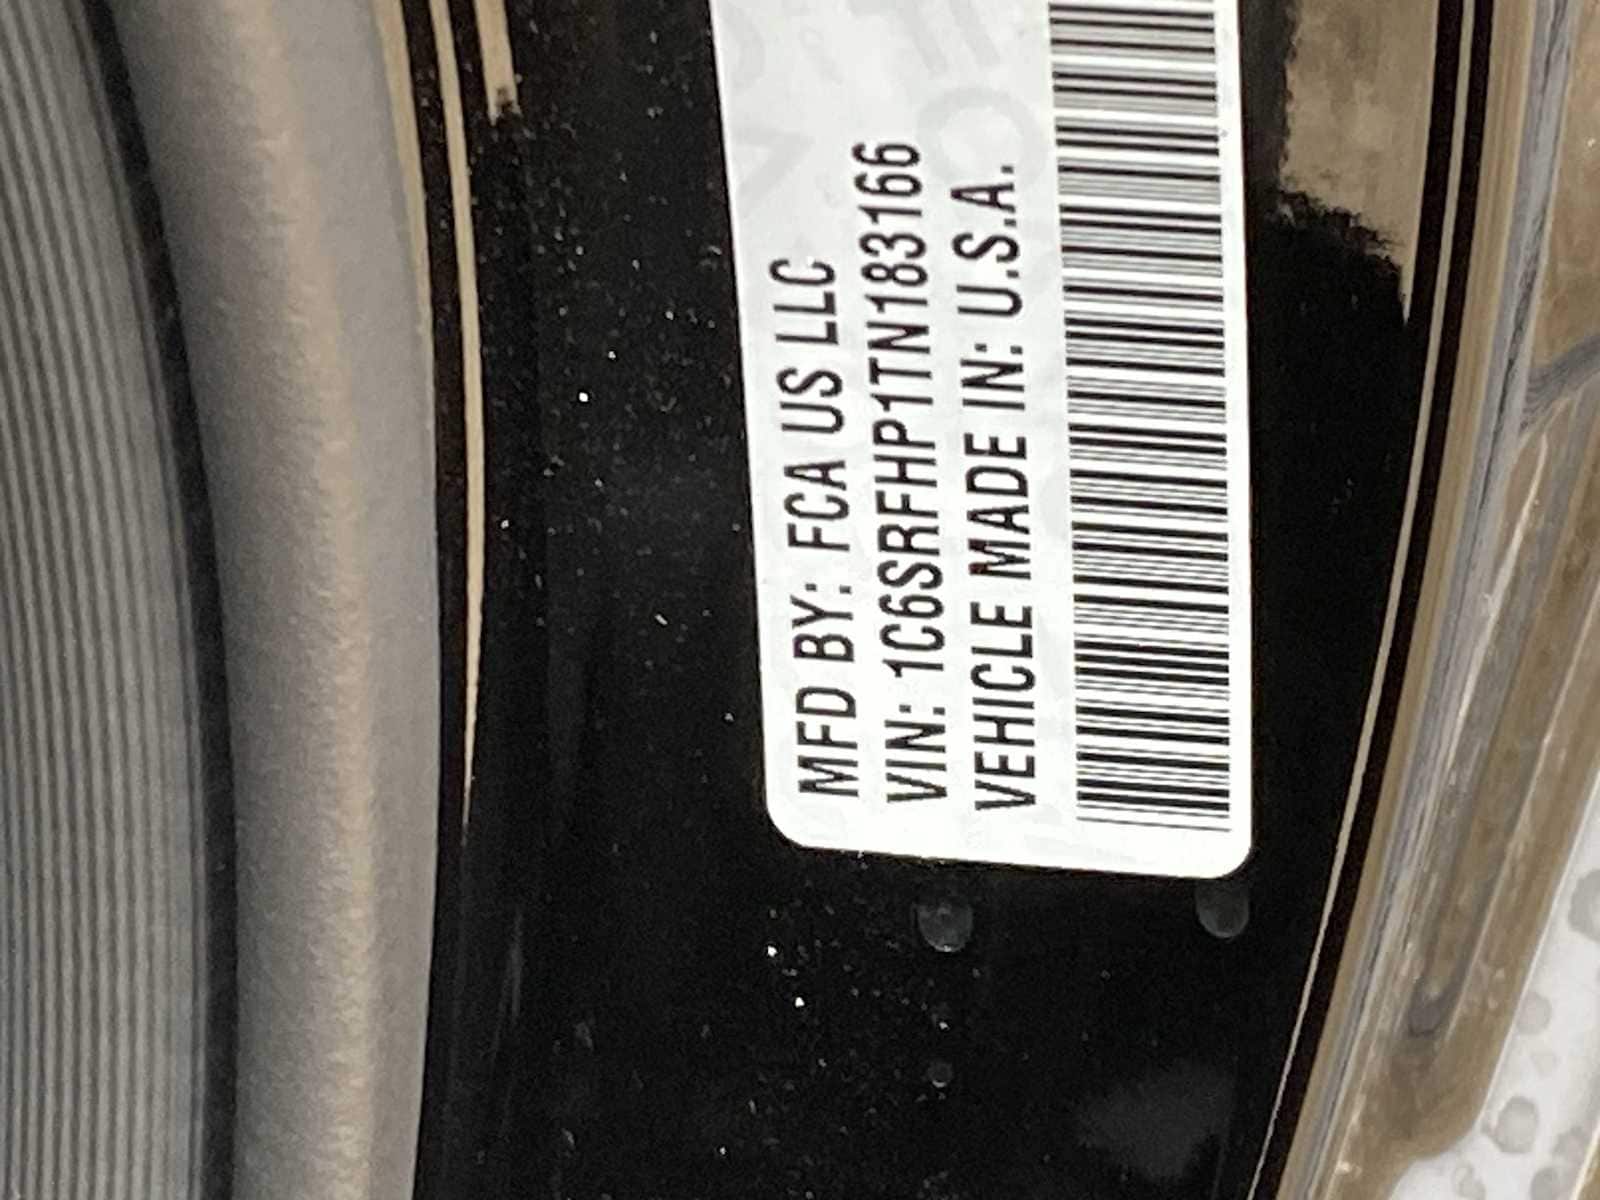 MFD BY: FCA US LLC
VIN: 1C6SRFHP1TN183166
VEHICLE MADE IN: U.S.A.